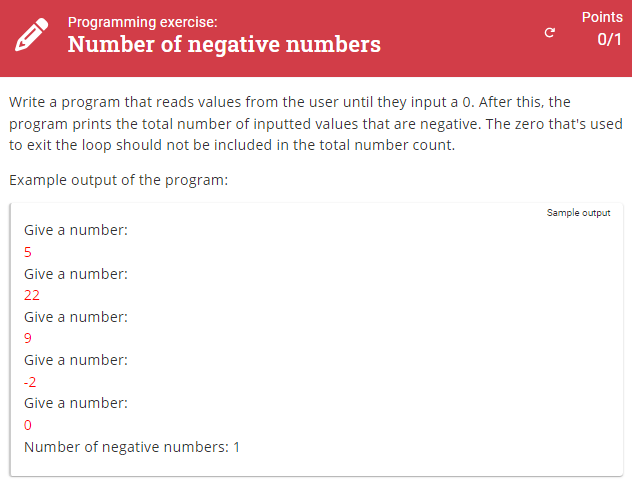 Programming exercise:
Points
Number of negative numbers
0/1
Write a program that reads values from the user until they input a 0. After this, the
program prints the total number of inputted values that are negative. The zero that's used
to exit the loop should not be included in the total number count.
Example output of the program:
Sample output
Give a number:
5
Give a number:
22
Give a number:
9
Give a number:
-2
Give a number:
0
Number of negative numbers: 1